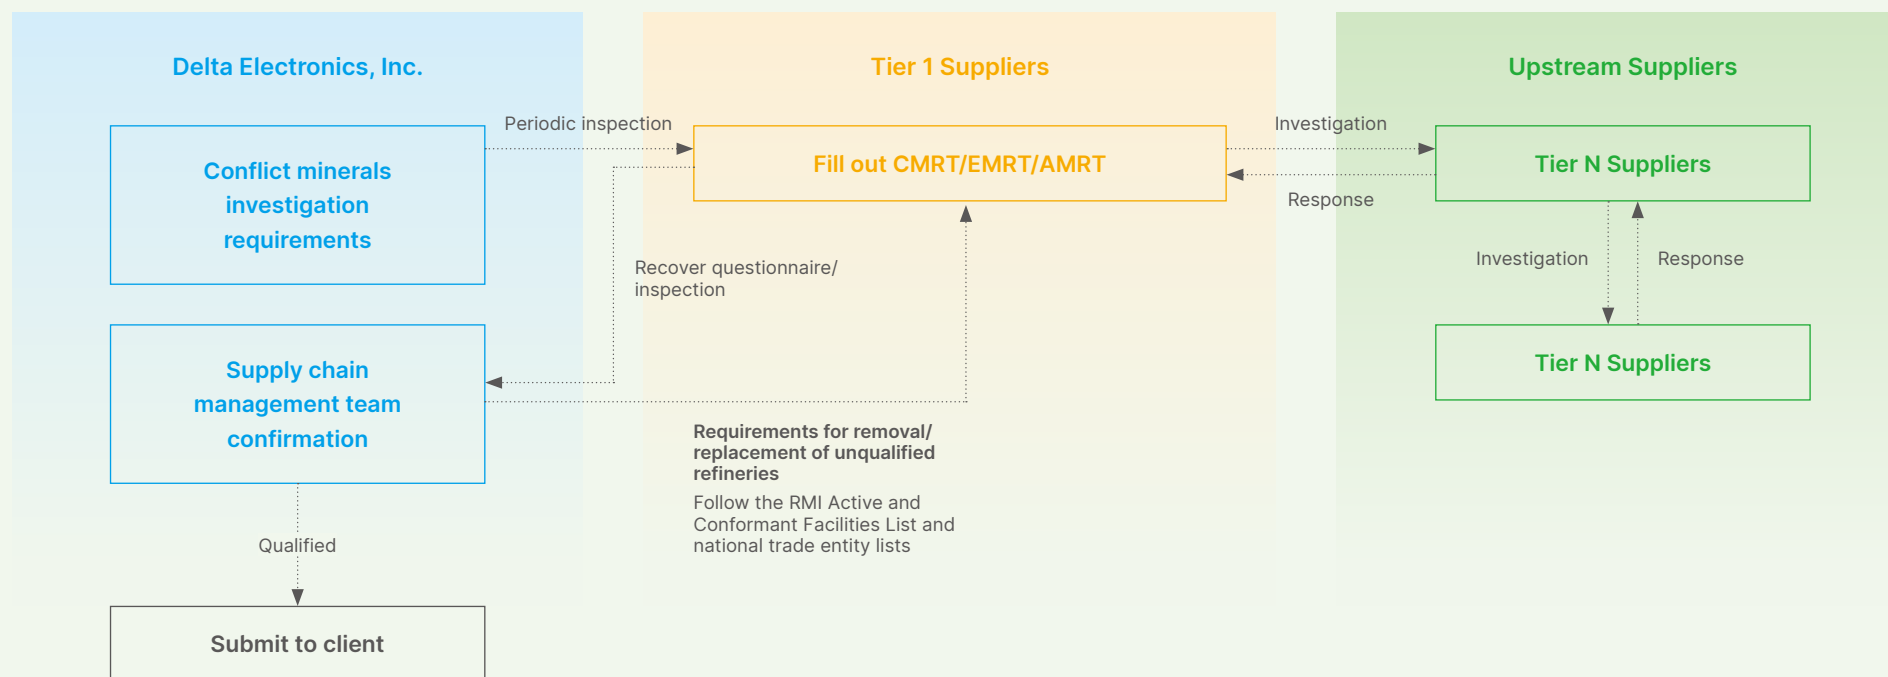 Delta Electronics, Inc.
Conflict minerals
investigation
requirements
Supply chain
management team
confirmation
Qualified
Submit to client
Periodic inspection
Recover questionnaire/
inspection
Tier 1 Suppliers
Fill out CMRT/EMRT/AMRT
Requirements for removal/
replacement of unqualified
refineries
Follow the RMI Active and
Conformant Facilities List and
national trade entity lists
Investigation
Response
Upstream Suppliers
Tier N Suppliers
Investigation
Response
Tier N Suppliers